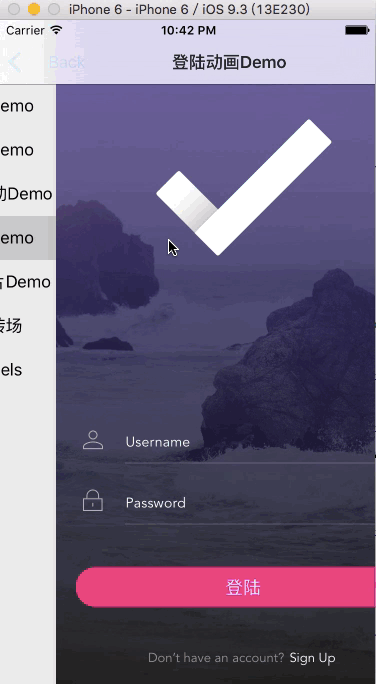 iPhone 6 - iPhone 6 / iOS 9.3 (13E230)
Carrier 10:42 PM
Back 登陆动画Demo
emo
emo
动Demo
emo
Demo
转场
els
Username
Password
登陆
Don't have an account? Sign Up